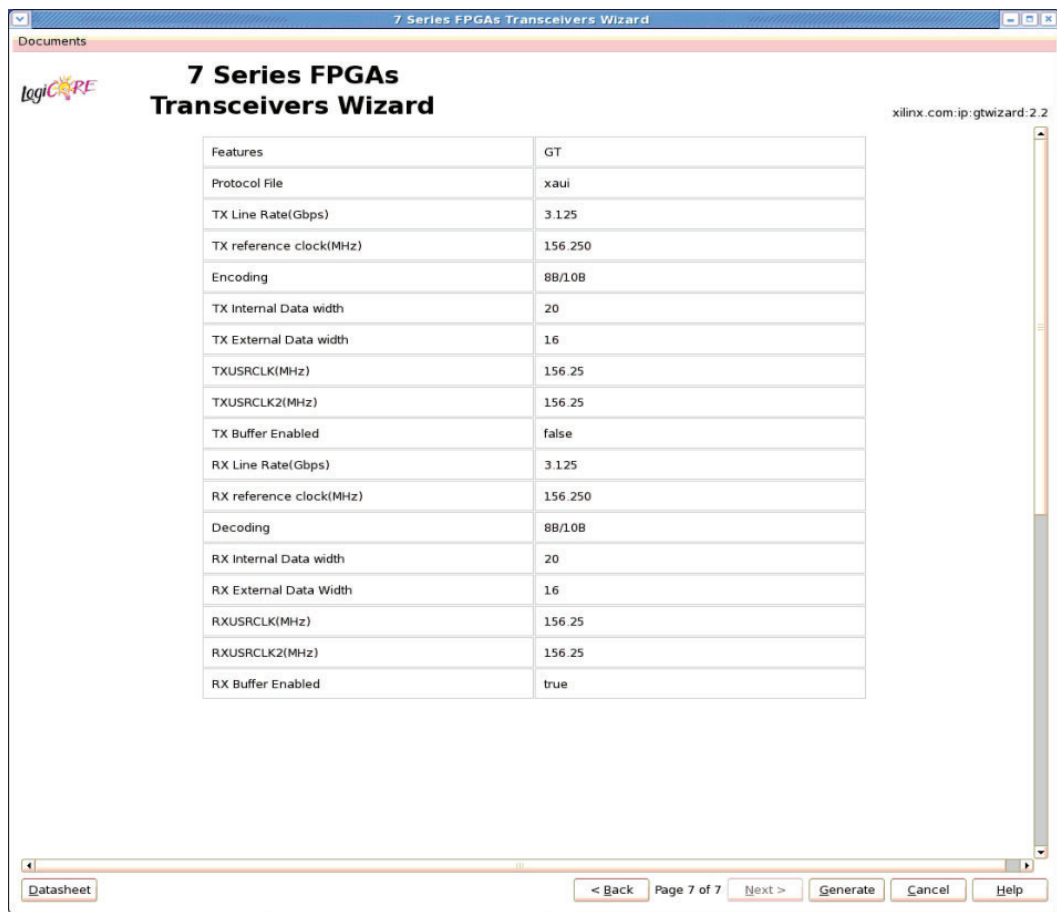 7 Series FPGAs Transceivers Wizard
Documents
logiCORE
7 Series FPGAs
Transceivers Wizard
xilinx.com:ip:gtwizard:2.2
Features GT
Protocol File xaui
TX Line Rate(Gbps) 3.125
TX reference clock(MHz) 156.250
Encoding 8B/10B
TX Internal Data width 20
TX External Data width 16
TXUSRCLK(MHz) 156.25
TXUSRCLK2(MHz) 156.25
TX Buffer Enabled false
RX Line Rate(Gbps) 3.125
RX reference clock(MHz) 156.250
Decoding 8B/10B
RX Internal Data width 20
RX External Data Width 16
RXUSRCLK(MHz) 156.25
RXUSRCLK2(MHz) 156.25
RX Buffer Enabled true
Datasheet < Back Page 7 of 7 Next > Generate Cancel Help